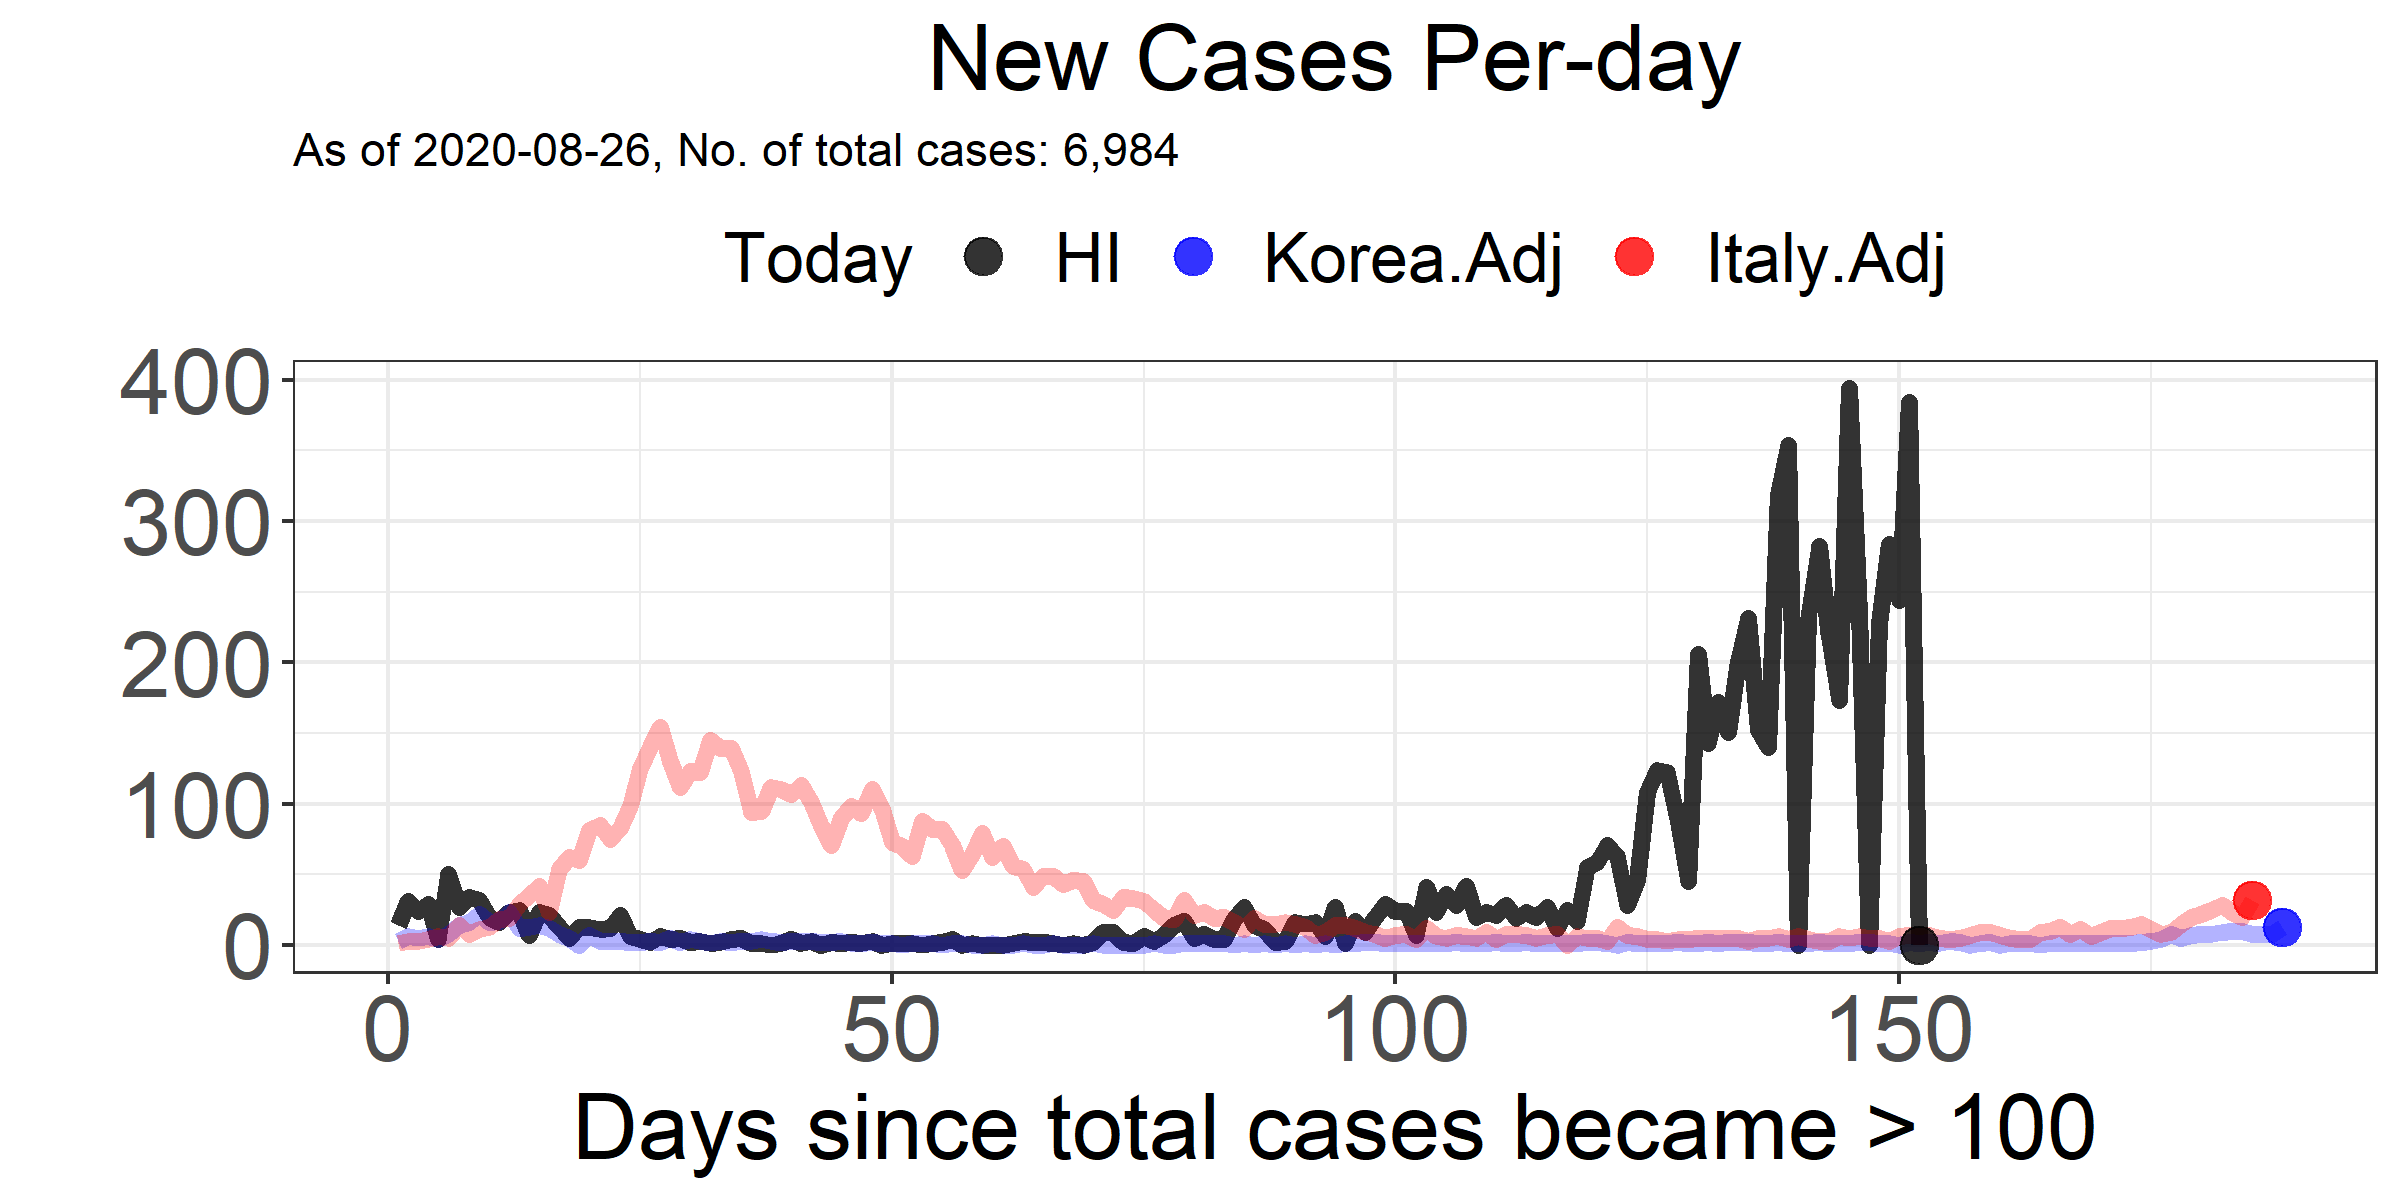 New Cases Per-day
As of 2020-08-26, No. of total cases: 6,984
Today HI Korea.Adj Italy.Adj
400
300
200
100
0
0 50 100 150
Days since total cases became > 100